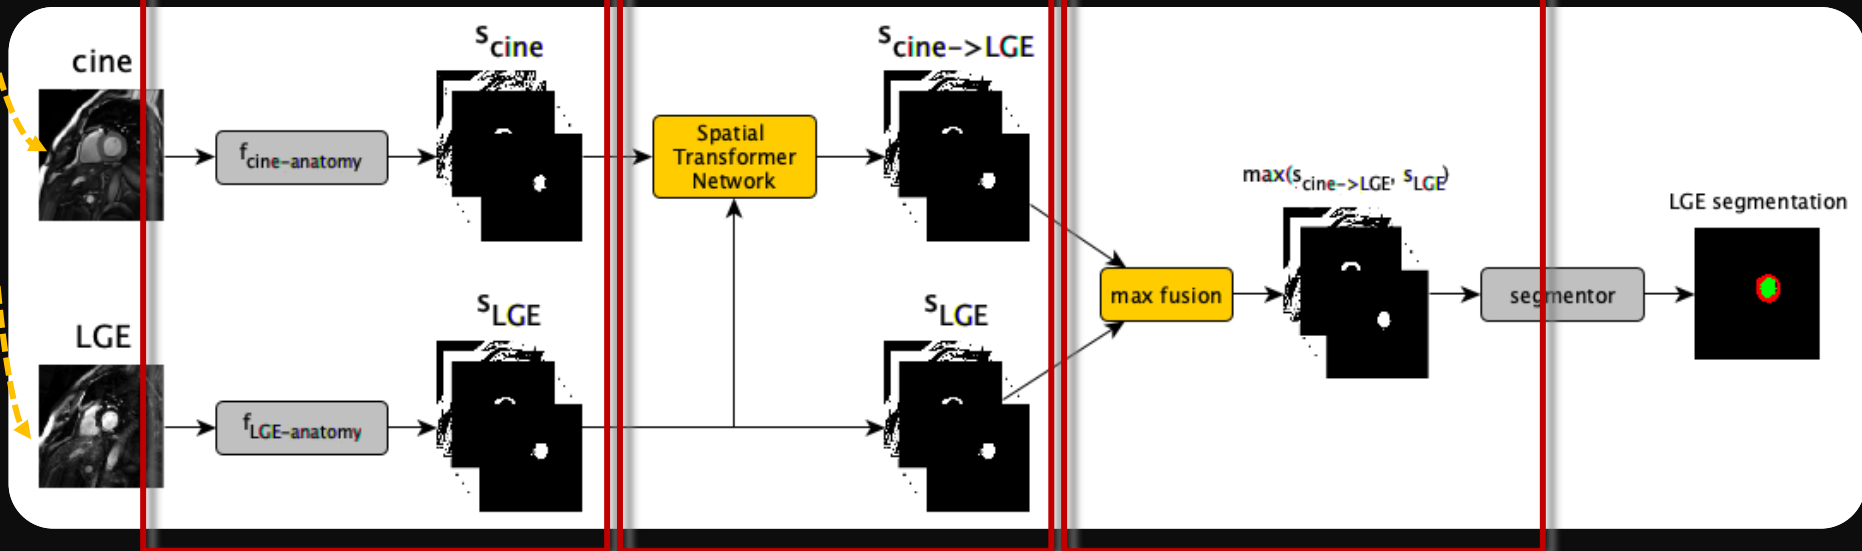 cine
f_cine-anatomy
s_cine
Spatial
Transformer
Network
s_cine->LGE
max(s_cine->LGE, s_LGE)
LGE segmentation
max fusion
segmentor
LGE
f_LGE-anatomy
s_LGE
s_LGE